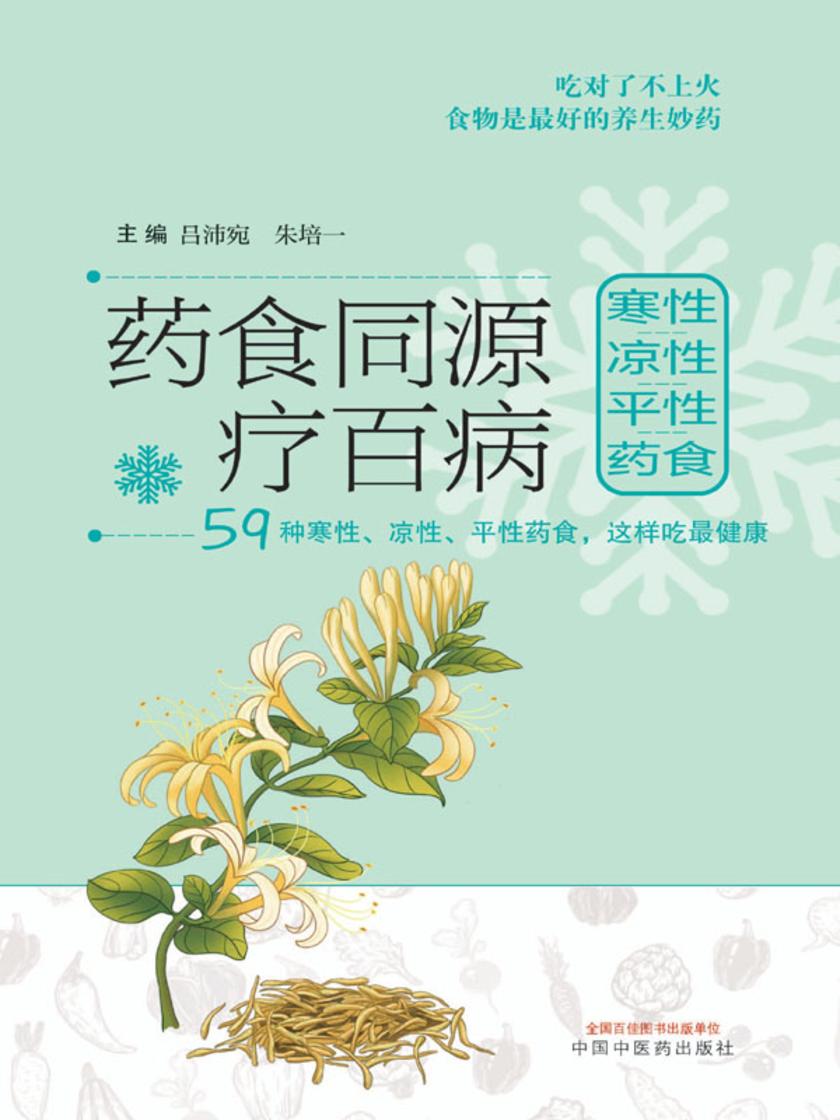 吃对了不上火
食物是最好的养生妙药
主编 吕沛宛 朱培一
药食同源
疗百病
寒性
凉性
平性
药食
59种寒性、凉性、平性药食，这样吃最健康
全国百佳图书出版单位
中国中医药出版社